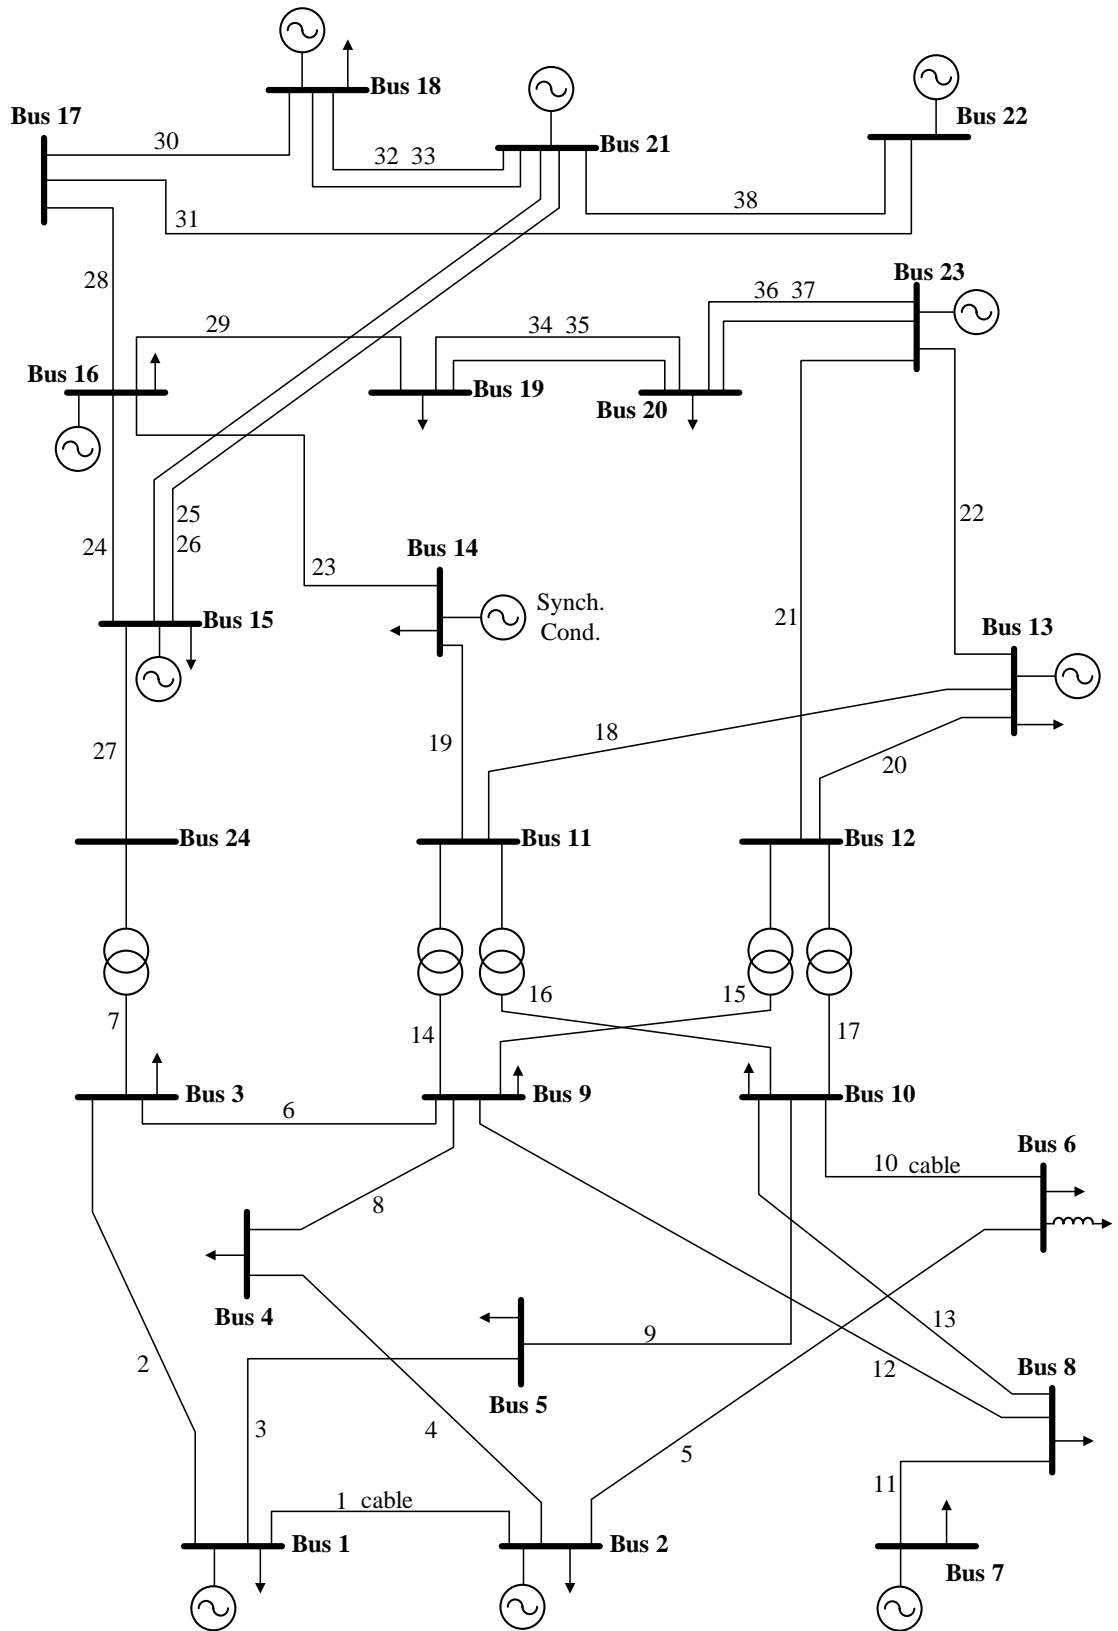 Bus 18
Bus 17
Bus 22
Bus 21
30
32 33
38
31
Bus 23
28
36 37
29
34 35
Bus 16
Bus 19
Bus 20
25
22
24
26
Bus 14
23
Synch.
Cond.
Bus 15
21
Bus 13
18
19
20
27
Bus 24
Bus 11
Bus 12
16
15
7
14
17
Bus 3
Bus 9
Bus 10
6
Bus 6
10 cable
8
Bus 4
13
9
2
12
Bus 8
Bus 5
3
4
5
11
1 cable
Bus 1
Bus 2
Bus 7